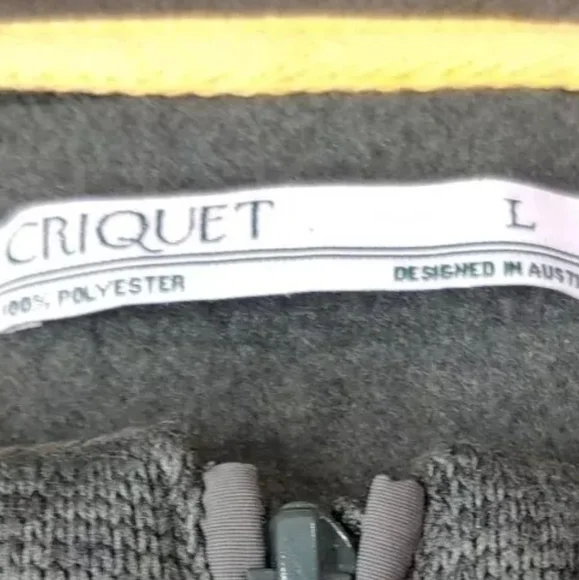 CRIQUET L
100% POLYESTER DESIGNED IN AUST